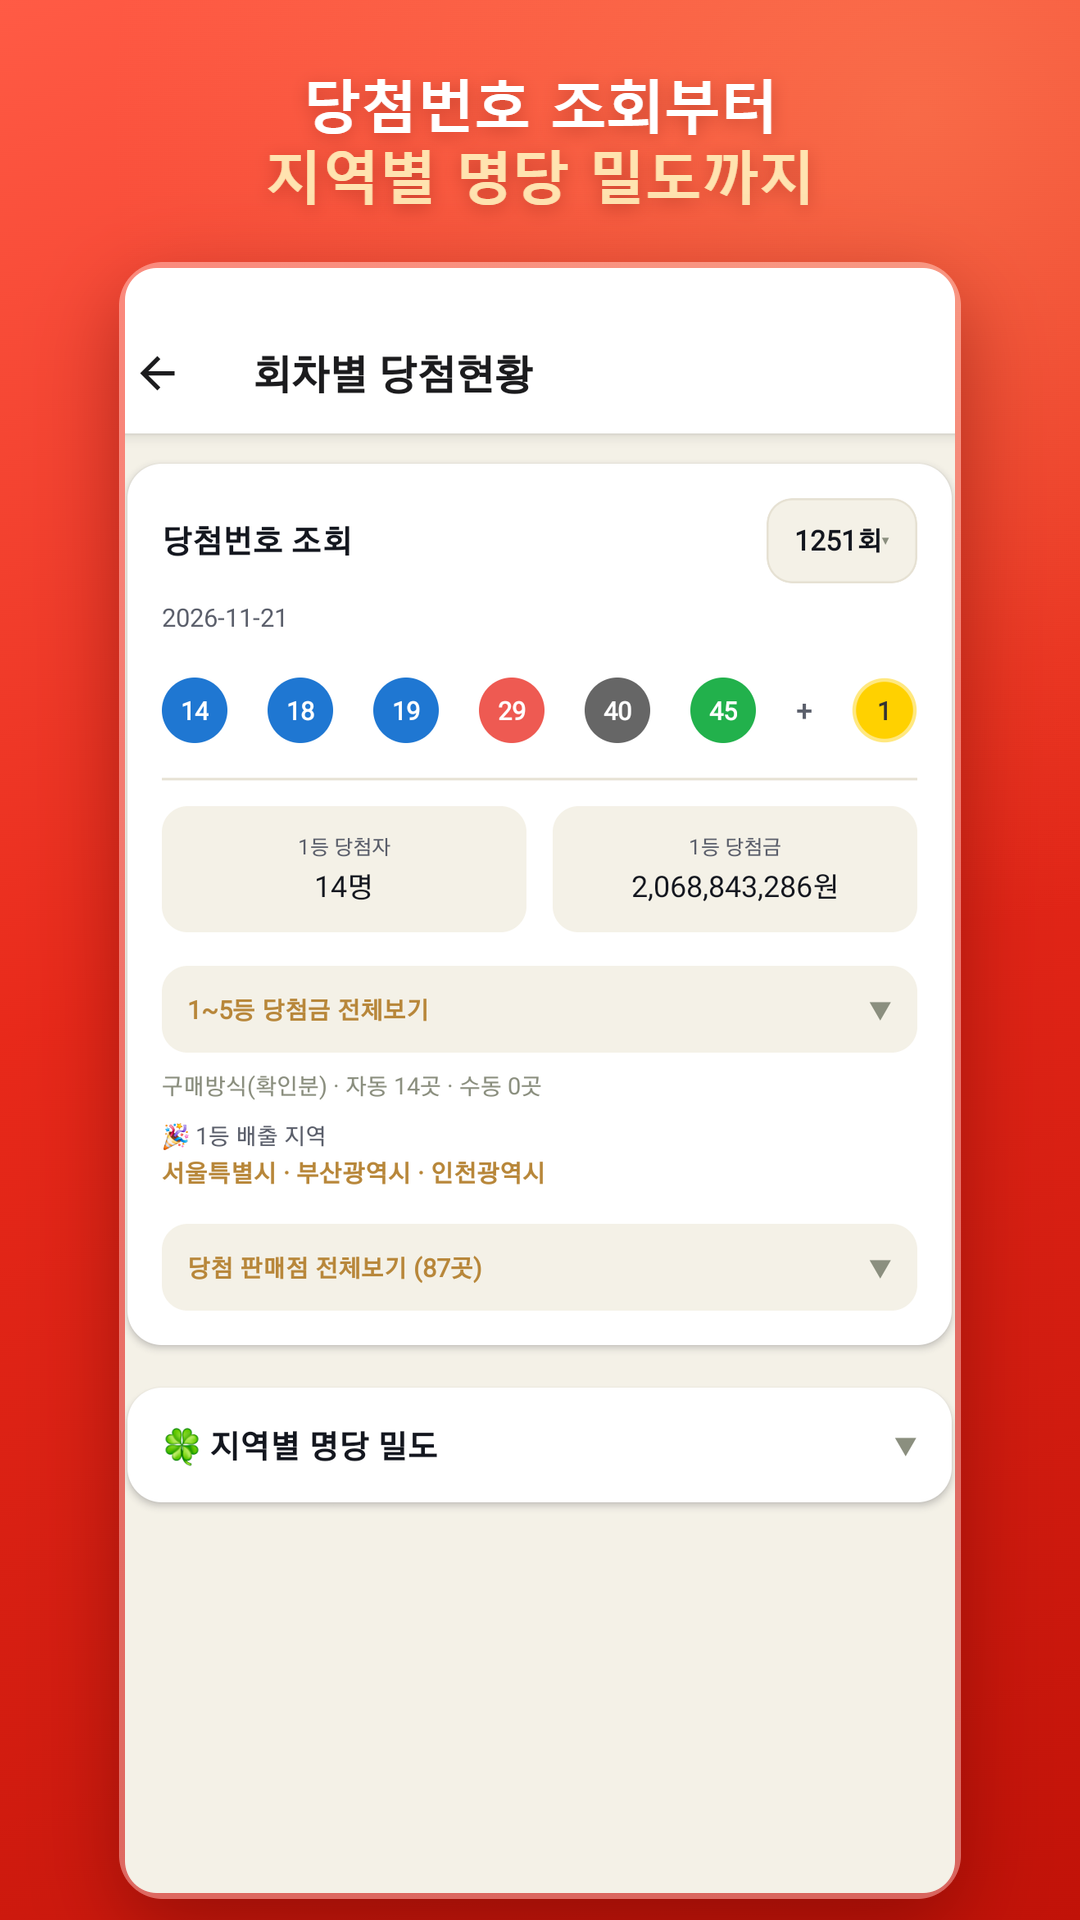 당첨번호 조회부터
지역별 명당 밀도까지
회차별 당첨현황
당첨번호 조회
1251회
2026-11-21
14 18 19 29 40 45 + 1
1등 당첨자
14명
1등 당첨금
2,068,843,286원
1~5등 당첨금 전체보기
구매방식(확인분) · 자동 14곳 · 수동 0곳
1등 배출 지역
서울특별시 · 부산광역시 · 인천광역시
당첨 판매점 전체보기 (87곳)
지역별 명당 밀도